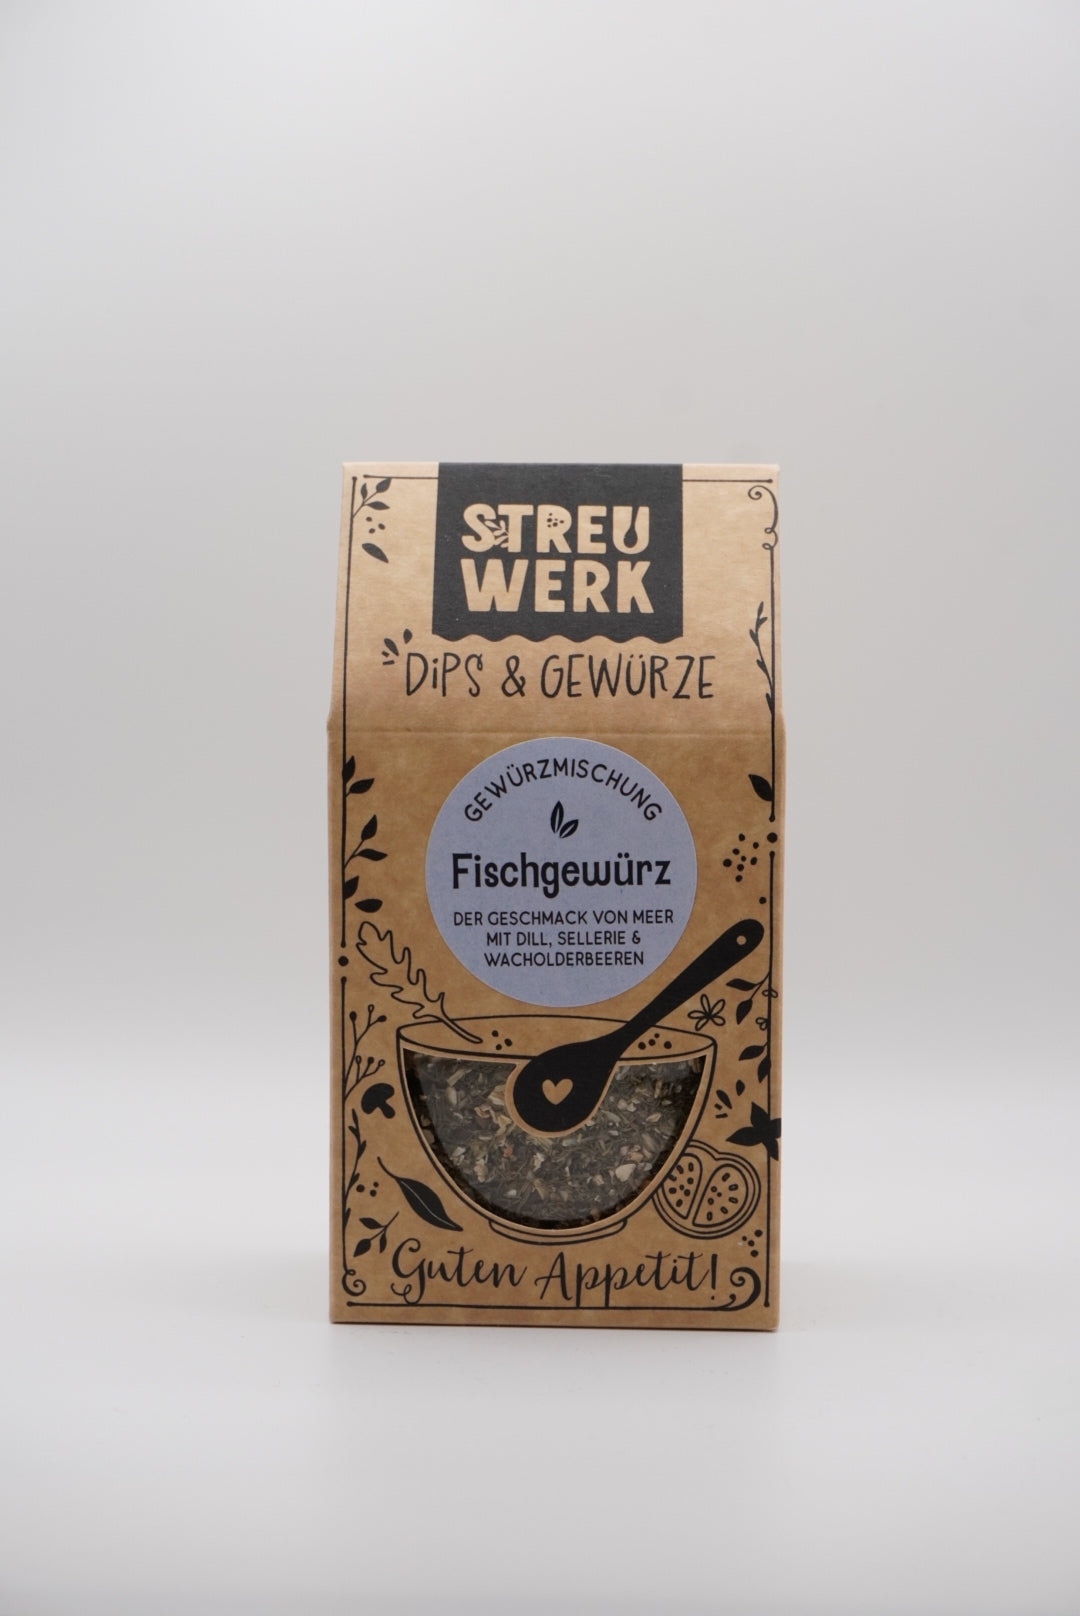 STREU
WERK
DiPS & GEWÜRZE
GEWÜRZMISCHUNG
Fischgewürz
DER GESCHMACK VON MEER
MIT DILL, SELLERIE &
WACHOLDERBEEREN
Guten Appetit!